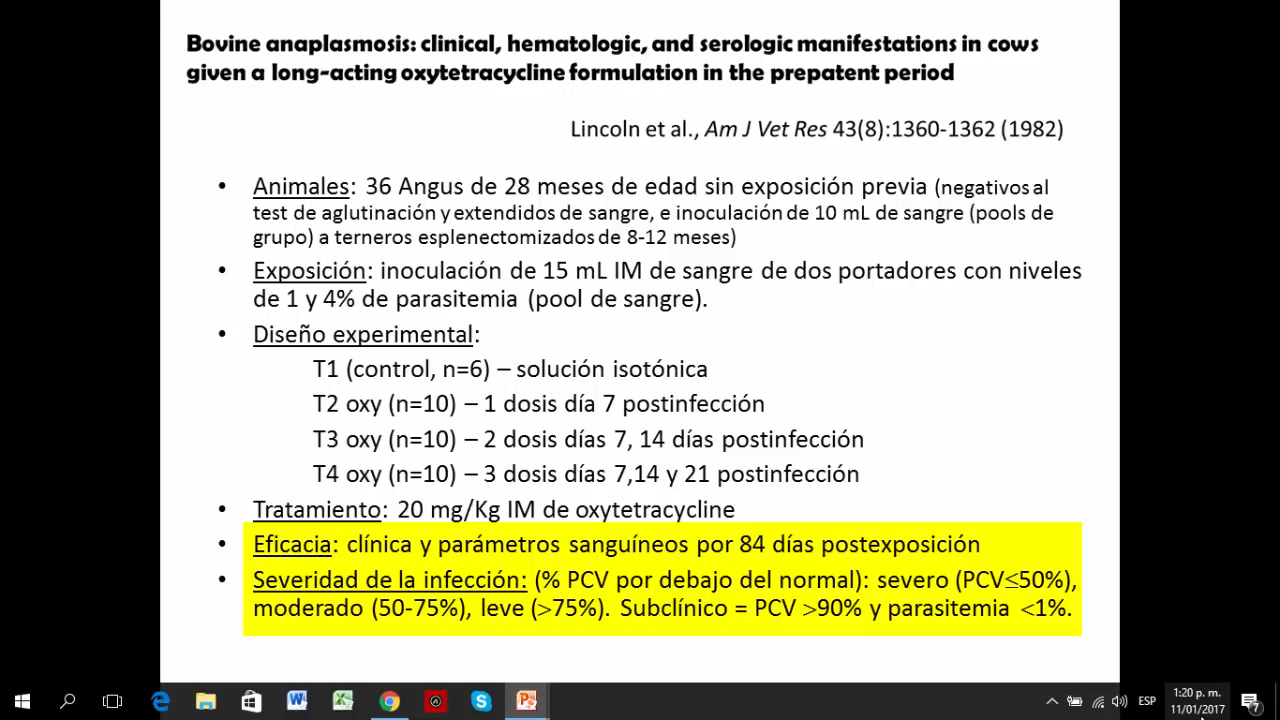 Bovine anaplasmosis: clinical, hematologic, and serologic manifestations in cows
given a long-acting oxytetracycline formulation in the prepatent period
Lincoln et al., Am J Vet Res 43(8):1360-1362 (1982)
• Animales: 36 Angus de 28 meses de edad sin exposición previa (negativos al
test de aglutinación y extendidos de sangre, e inoculación de 10 mL de sangre (pools de
grupo) a terneros esplenectomizados de 8-12 meses)
• Exposición: inoculación de 15 mL IM de sangre de dos portadores con niveles
de 1 y 4% de parasitemia (pool de sangre).
• Diseño experimental:
T1 (control, n=6) – solución isotónica
T2 oxy (n=10) – 1 dosis día 7 postinfección
T3 oxy (n=10) – 2 dosis días 7, 14 días postinfección
T4 oxy (n=10) – 3 dosis días 7,14 y 21 postinfección
• Tratamiento: 20 mg/Kg IM de oxytetracycline
• Eficacia: clínica y parámetros sanguíneos por 84 días postexposición
• Severidad de la infección: (% PCV por debajo del normal): severo (PCV≤50%),
moderado (50-75%), leve (>75%). Subclínico = PCV >90% y parasitemia <1%.
ESP
1:20 p. m.
11/01/2017
7